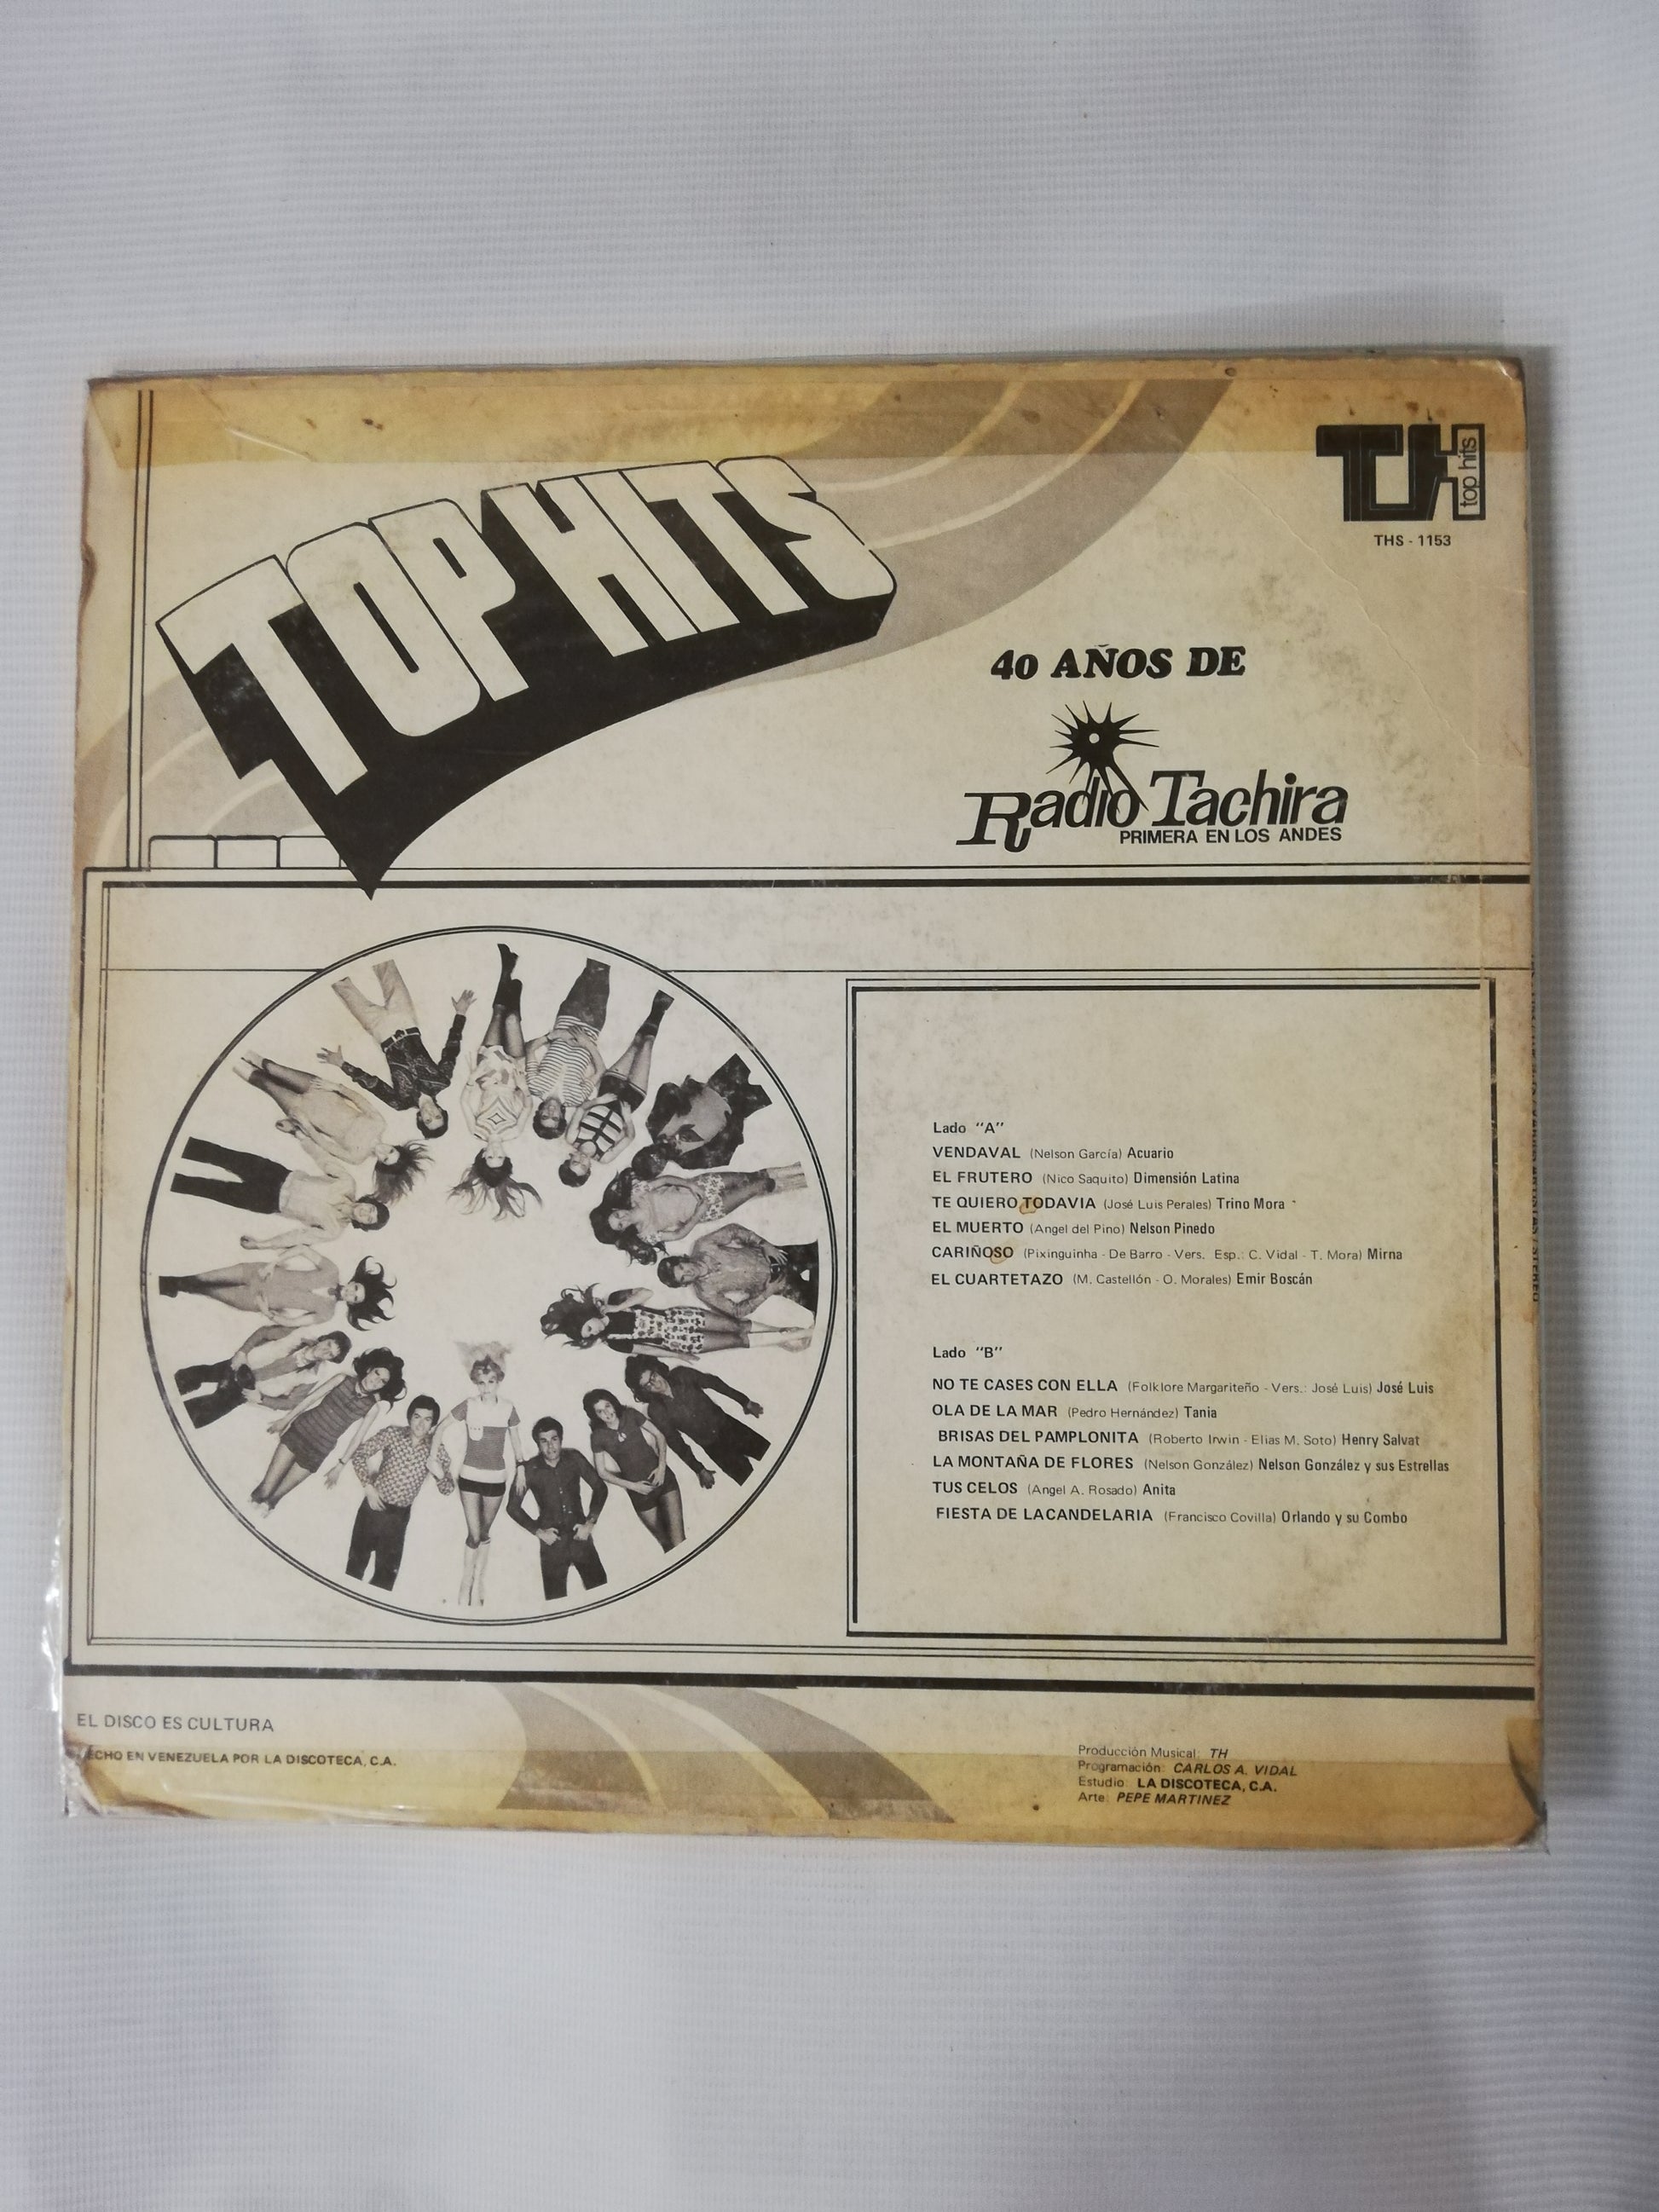 TOP HITS
TH top hits
THS - 1153
40 AÑOS DE
Radio Tachira
PRIMERA EN LOS ANDES
Lado "A"
VENDAVAL (Nelson García) Acuario
EL FRUTERO (Nico Saquito) Dimensión Latina
TE QUIERO TODAVIA (José Luis Perales) Trino Mora
EL MUERTO (Angel del Pino) Nelson Pinedo
CARIÑOSO (Pixinguinha - De Barro - Vers. Esp.: C. Vidal - T. Mora) Mirna
EL CUARTETAZO (M. Castellón - O. Morales) Emir Boscán
Lado "B"
NO TE CASES CON ELLA (Folklore Margariteño - Vers.: José Luis) José Luis
OLA DE LA MAR (Pedro Hernández) Tania
BRISAS DEL PAMPLONITA (Roberto Irwin - Elias M. Soto) Henry Salvat
LA MONTAÑA DE FLORES (Nelson González) Nelson González y sus Estrellas
TUS CELOS (Angel A. Rosado) Anita
FIESTA DE LACANDELARIA (Francisco Covilla) Orlando y su Combo
EL DISCO ES CULTURA
ECHO EN VENEZUELA POR LA DISCOTECA, C.A.
Producción Musical: TH
Programación: CARLOS A. VIDAL
Estudio: LA DISCOTECA, C.A.
Arte: PEPE MARTINEZ